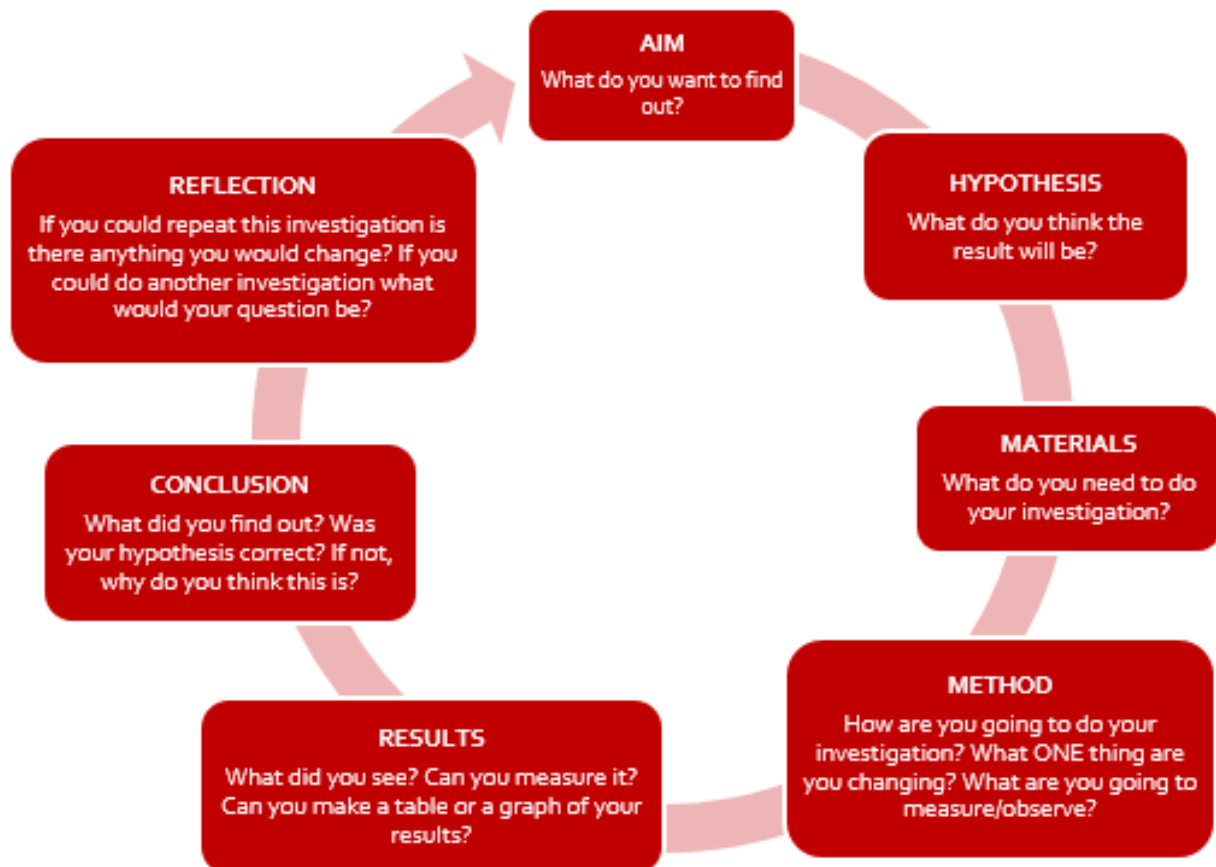 AIM
What do you want to find
out?
HYPOTHESIS
What do you think the
result will be?
MATERIALS
What do you need to do
your investigation?
METHOD
How are you going to do your
investigation? What ONE thing are
you changing? What are you going to
measure/observe?
RESULTS
What did you see? Can you measure it?
Can you make a table or a graph of your
results?
CONCLUSION
What did you find out? Was
your hypothesis correct? If not,
why do you think this is?
REFLECTION
If you could repeat this investigation is
there anything you would change? If you
could do another investigation what
would your question be?